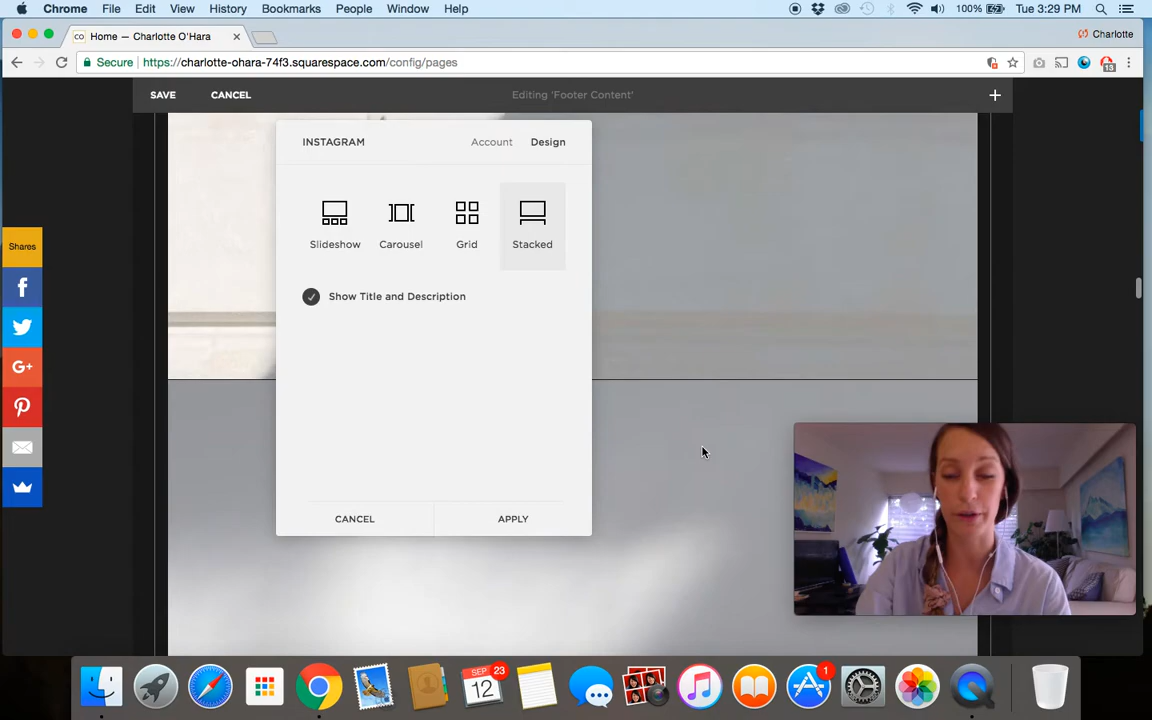 Chrome File Edit View History Bookmarks People Window Help 100% Tue 3:29 PM
CO Home — Charlotte O'Hara Charlotte
Secure https://charlotte-ohara-74f3.squarespace.com/config/pages 13
SAVE CANCEL Editing 'Footer Content' +
INSTAGRAM Account Design
Slideshow Carousel Grid Stacked
Shares
Show Title and Description
G+
CANCEL APPLY
SEP 23
12
1